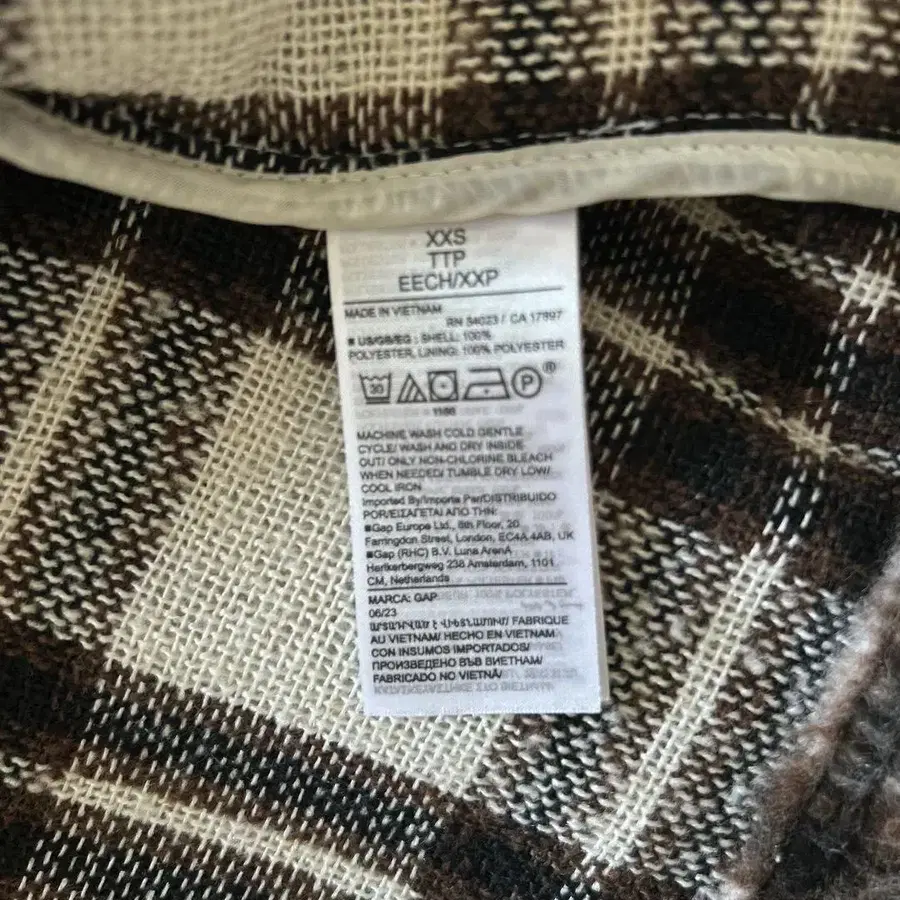 XXS
TTP
EECH/XXP
MADE IN VIETNAM
RN 54023 / CA 17897
■ US/GB/EG : SHELL: 100%
POLYESTER, LINING: 100% POLYESTER
30 P ®
MACHINE WASH COLD GENTLE
CYCLE/ WASH AND DRY INSIDE
OUT/ ONLY NON-CHLORINE BLEACH
WHEN NEEDED/ TUMBLE DRY LOW/
COOL IRON
Imported By/Importe Par/DISTRIBUIDO
POR/ΕΙΣΑΓΕΤΑΙ ΑΠΟ ΤΗΝ:
■Gap Europe Ltd., 8th Floor, 20
Farringdon Street, London, EC4A 4AB, UK
■Gap (RHC) B.V. Luna ArenA
Herikerbergweg 238 Amsterdam, 1101
CM, Netherlands
MARCA: GAP
06/23
ԱՐՏԱԴՐՎԱԾ Է ՎԻԵՏՆԱՄՈՒՄ/ FABRIQUE
AU VIETNAM/ HECHO EN VIETNAM
CON INSUMOS IMPORTADOS/
ПРОИЗВЕДЕНО ВЪВ ВИЕТНАМ/
FABRICADO NO VIETNÃ/